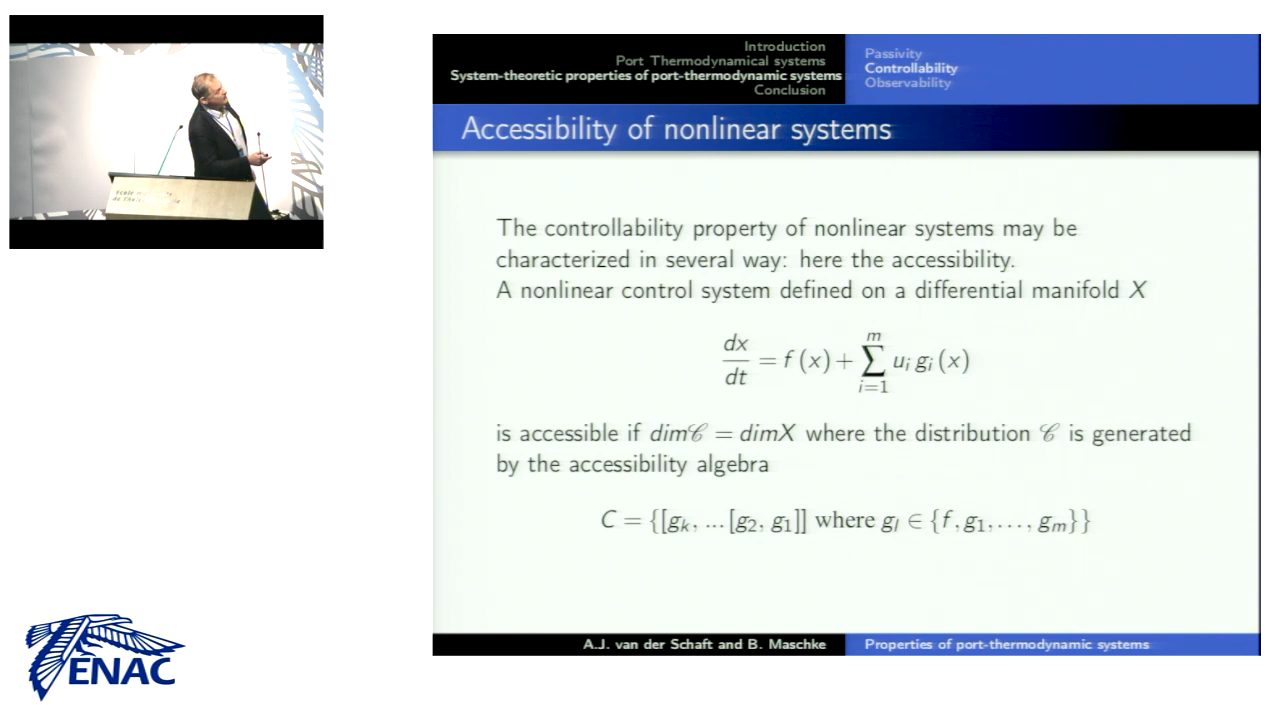 Introduction
Port Thermodynamical systems
System-theoretic properties of port-thermodynamic systems
Conclusion
Passivity
Controllability
Observability
Accessibility of nonlinear systems
The controllability property of nonlinear systems may be
characterized in several way: here the accessibility.
A nonlinear control system defined on a differential manifold X
dx/dt = f (x) + ∑_{i=1}^{m} u_i g_i (x)
is accessible if dim𝒞 = dimX where the distribution 𝒞 is generated
by the accessibility algebra
C = {[g_k, ... [g_2, g_1]] where g_l ∈ {f, g_1, ..., g_m}}
A.J. van der Schaft and B. Maschke
Properties of port-thermodynamic systems
ENAC